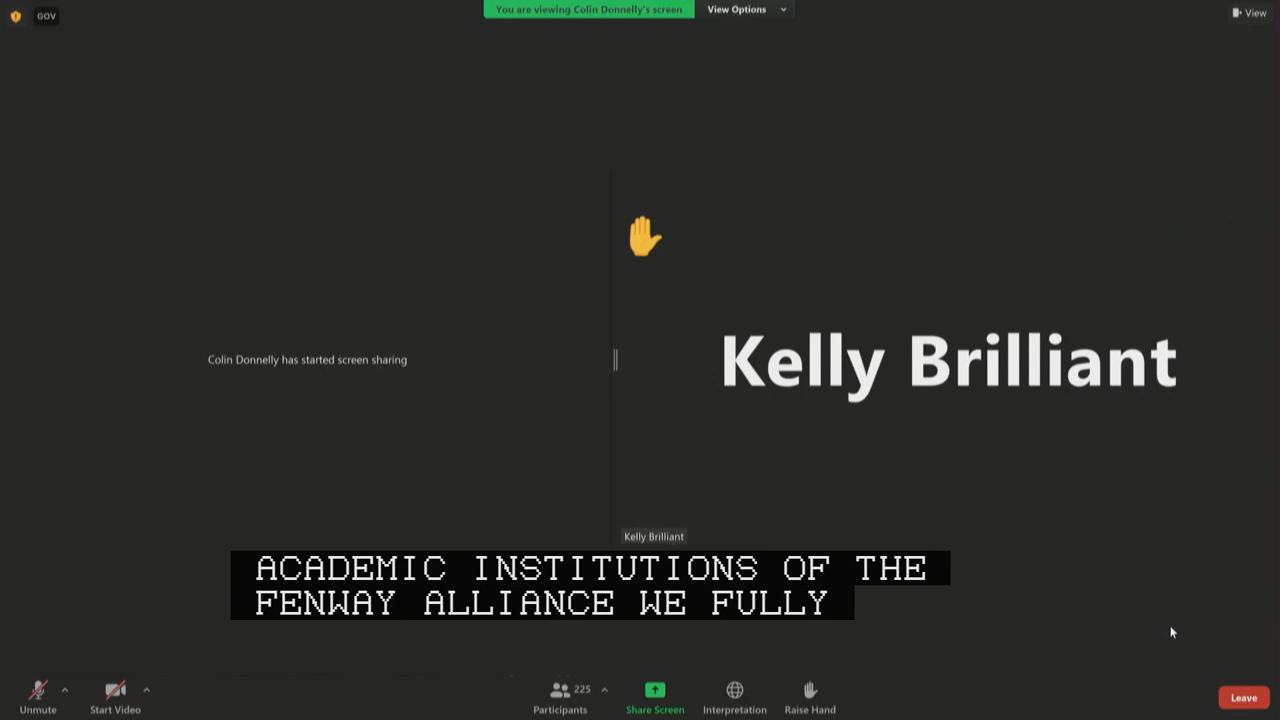 GOV
You are viewing Colin Donnelly's screen
View Options
View
Colin Donnelly has started screen sharing
Kelly Brilliant
Kelly Brilliant
ACADEMIC INSTITUTIONS OF THE
FENWAY ALLIANCE WE FULLY
Unmute
Start Video
225
Participants
Share Screen
Interpretation
Raise Hand
Leave